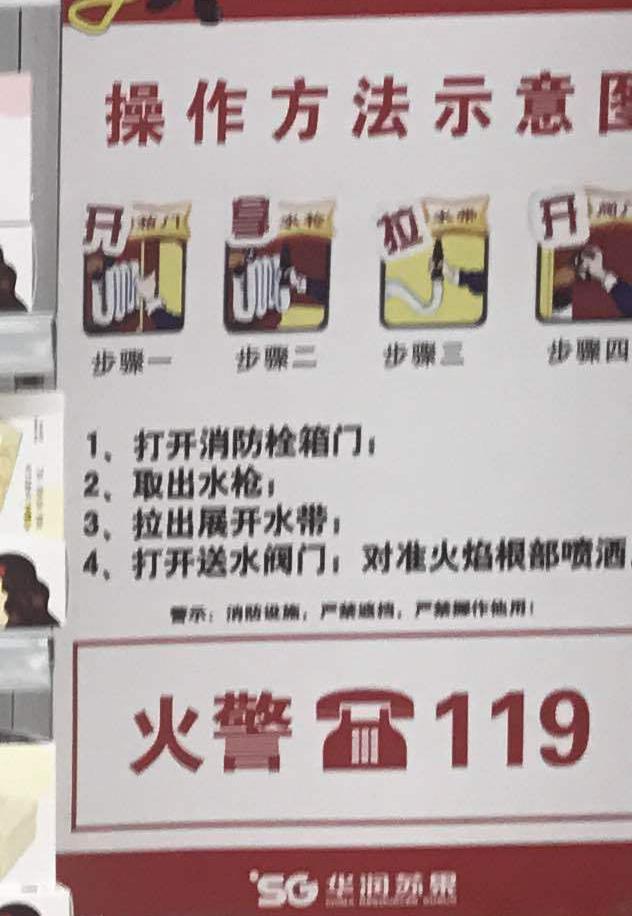 操作方法示意图
开箱门 拿水枪 拉水带 开阀门
步骤一 步骤二 步骤三 步骤四
1、打开消防栓箱门；
2、取出水枪；
3、拉出展开水带；
4、打开送水阀门；对准火焰根部喷洒
警示：消防设施，严禁遮挡，严禁挪作他用！
火警 119
SG 华润苏果